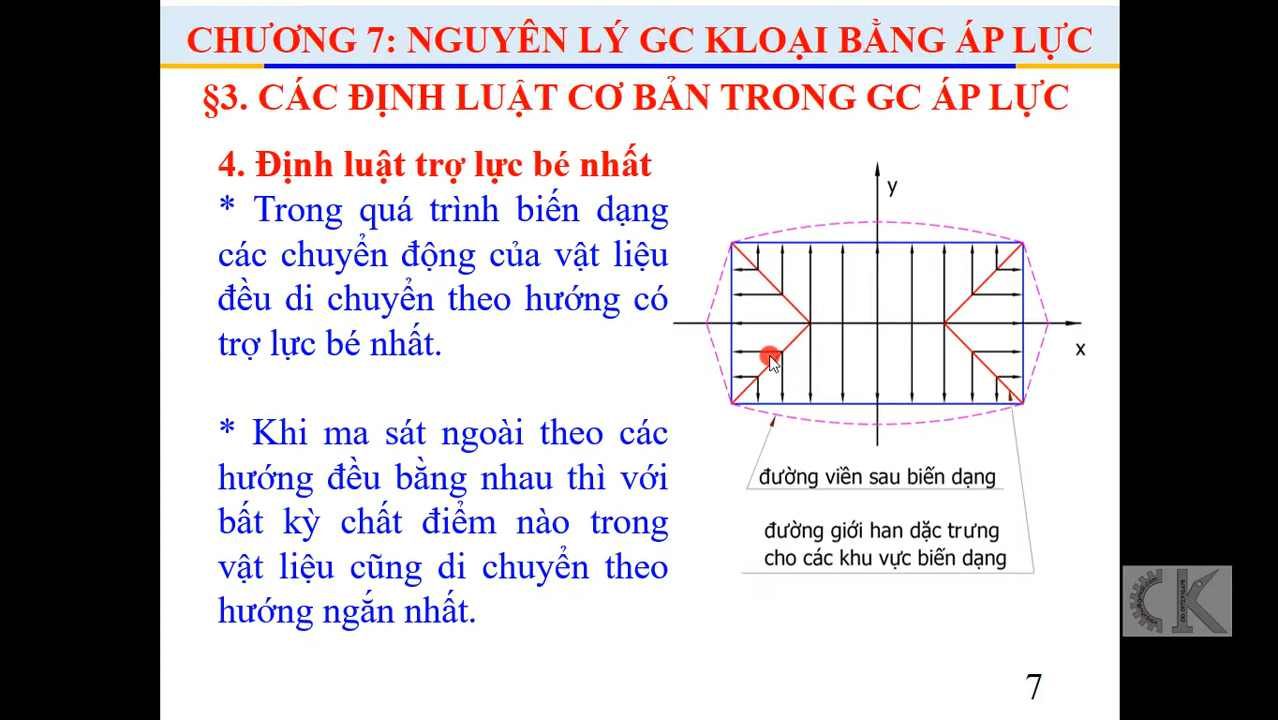 CHƯƠNG 7: NGUYÊN LÝ GC KLOẠI BẰNG ÁP LỰC
§3. CÁC ĐỊNH LUẬT CƠ BẢN TRONG GC ÁP LỰC
4. Định luật trợ lực bé nhất
* Trong quá trình biến dạng
các chuyển động của vật liệu
đều di chuyển theo hướng có
trợ lực bé nhất.
* Khi ma sát ngoài theo các
hướng đều bằng nhau thì với
bất kỳ chất điểm nào trong
vật liệu cũng di chuyển theo
hướng ngắn nhất.
y
x
đường viền sau biến dạng
đường giới han dặc trưng
cho các khu vực biến dạng
CK
7